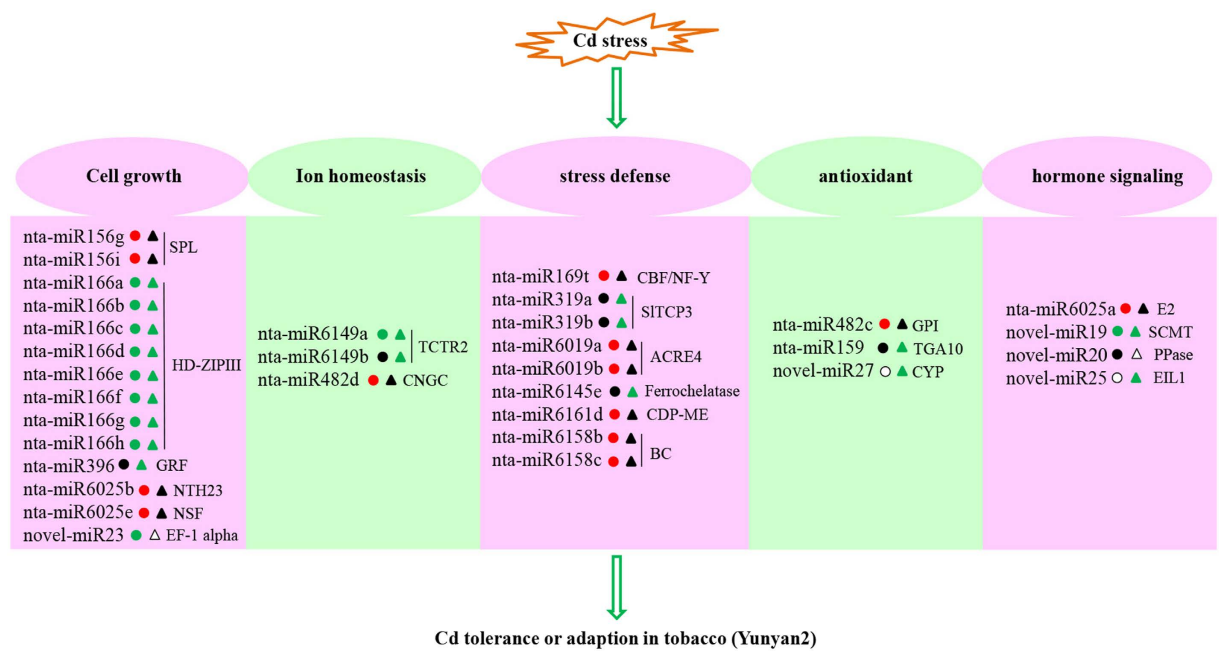 Cd stress
Cell growth
Ion homeostasis
stress defense
antioxidant
hormone signaling
nta-miR156g
nta-miR156i
SPL
nta-miR166a
nta-miR166b
nta-miR166c
nta-miR166d
nta-miR166e
nta-miR166f
nta-miR166g
nta-miR166h
HD-ZIPIII
nta-miR396 GRF
nta-miR6025b NTH23
nta-miR6025e NSF
novel-miR23 EF-1 alpha
nta-miR6149a
nta-miR6149b
TCTR2
nta-miR482d CNGC
nta-miR169t CBF/NF-Y
nta-miR319a
nta-miR319b
SlTCP3
nta-miR6019a
nta-miR6019b
ACRE4
nta-miR6145e Ferrochelatase
nta-miR6161d CDP-ME
nta-miR6158b
nta-miR6158c
BC
nta-miR482c GPI
nta-miR159 TGA10
novel-miR27 CYP
nta-miR6025a E2
novel-miR19 SCMT
novel-miR20 PPase
novel-miR25 EIL1
Cd tolerance or adaption in tobacco (Yunyan2)